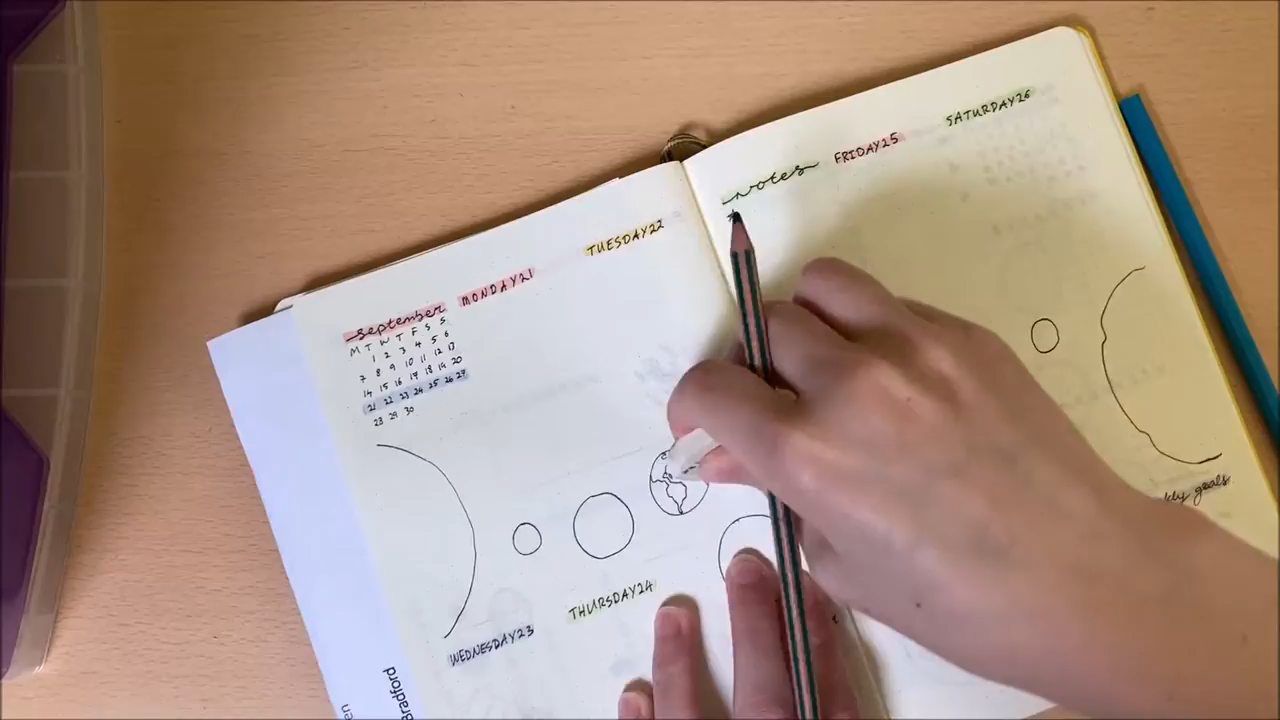 September
M T W T F S S
1 2 3 4 5 6
7 8 9 10 11 12 13
14 15 16 17 18 19 20
21 22 23 24 25 26 27
28 29 30
MONDAY21
TUESDAY22
WEDNESDAY23
THURSDAY24
notes
FRIDAY25
SATURDAY26
goals
Bradford